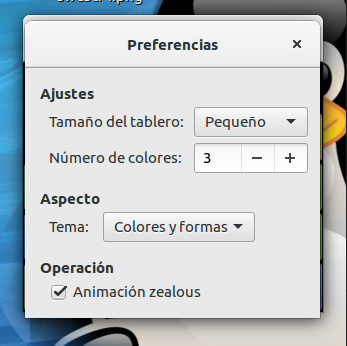 Preferencias
Ajustes
Tamaño del tablero: Pequeño
Número de colores: 3
Aspecto
Tema: Colores y formas
Operación
Animación zealous